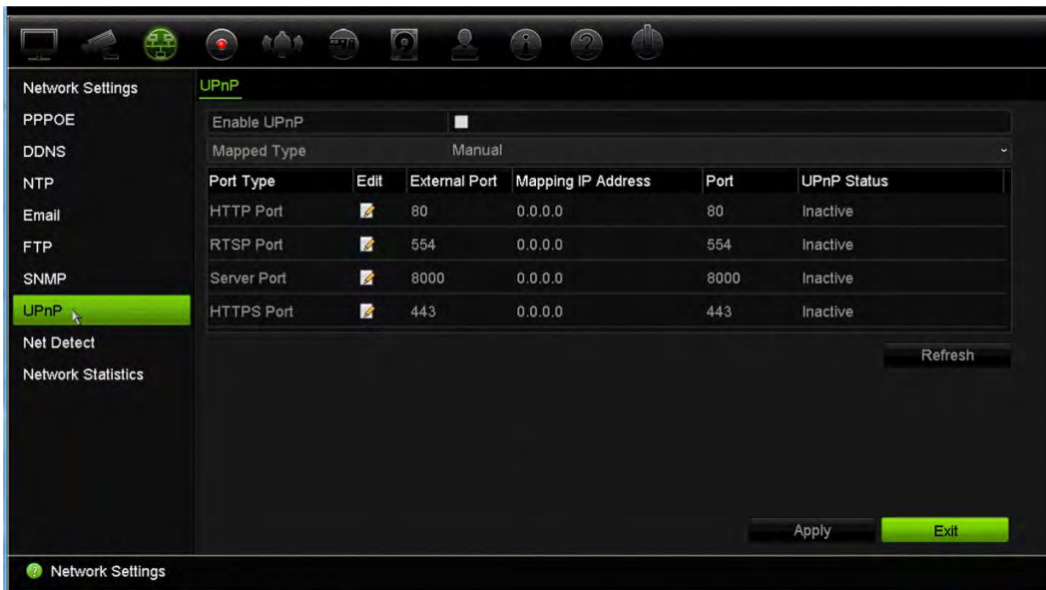 Network Settings
PPPOE
DDNS
NTP
Email
FTP
SNMP
UPnP
Net Detect
Network Statistics
UPnP
Enable UPnP
Mapped Type Manual
Port Type Edit External Port Mapping IP Address Port UPnP Status
HTTP Port 80 0.0.0.0 80 Inactive
RTSP Port 554 0.0.0.0 554 Inactive
Server Port 8000 0.0.0.0 8000 Inactive
HTTPS Port 443 0.0.0.0 443 Inactive
Refresh
Apply Exit
Network Settings